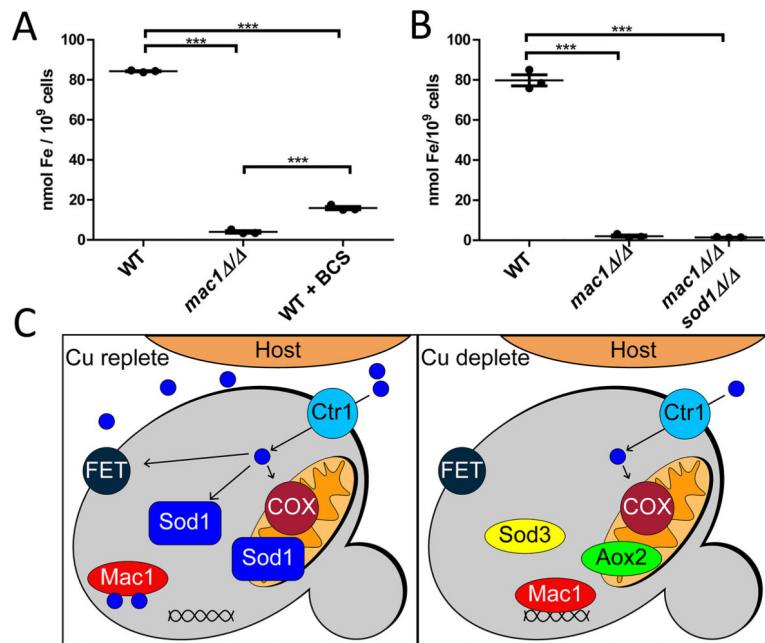 A
***
***
***
nmol Fe / 10⁹ cells
100
80
60
40
20
0
WT
mac1Δ/Δ
WT + BCS
B
***
***
nmol Fe/10⁹ cells
100
80
60
40
20
0
WT
mac1Δ/Δ
mac1Δ/Δ
sod1Δ/Δ
C
Cu replete
Host
Ctr1
FET
COX
Sod1
Sod1
Mac1
Cu deplete
Host
Ctr1
FET
COX
Sod3
Aox2
Mac1